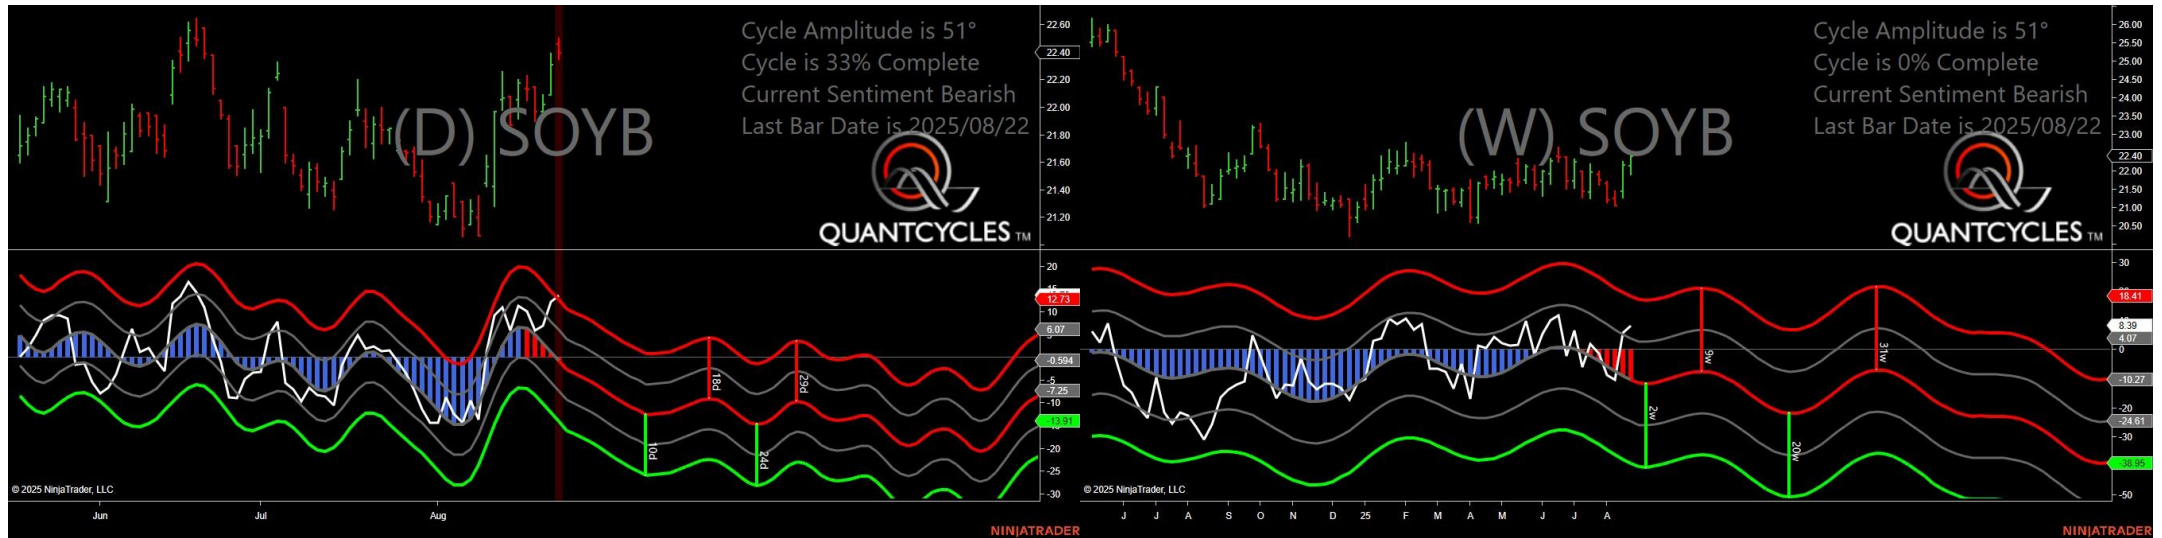 Cycle Amplitude is 51°
Cycle is 33% Complete
Current Sentiment Bearish
Last Bar Date is 2025/08/22
(D) SOYB
QUANTCYCLES TM
22.60
22.40
22.20
22.00
21.80
21.60
21.40
21.20
20
15
12.73
10
6.07
-0.594
-5
-7.25
-10
-13.91
-20
-25
-30
18d
29d
10d
24d
© 2025 NinjaTrader, LLC
Jun Jul Aug
NINJATRADER
Cycle Amplitude is 51°
Cycle is 0% Complete
Current Sentiment Bearish
Last Bar Date is 2025/08/22
(W) SOYB
QUANTCYCLES TM
26.00
25.50
25.00
24.50
24.00
23.50
23.00
22.40
22.00
21.50
21.00
20.50
30
18.41
8.39
4.07
0
-10.27
-20
-24.61
-30
-38.95
-50
9w
31w
2w
20w
© 2025 NinjaTrader, LLC
J J A S O N D 25 F M A M J J A
NINJATRADER